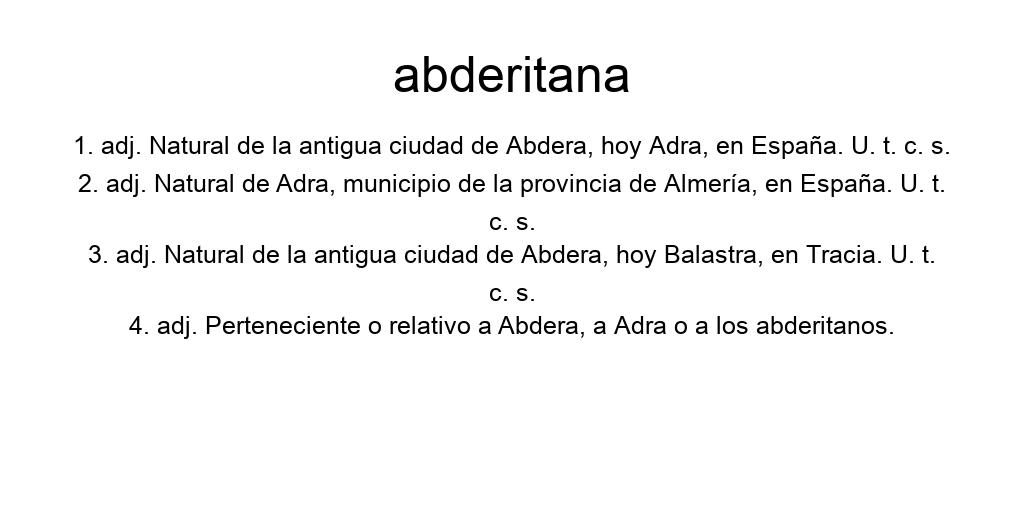 abderitana
1. adj. Natural de la antigua ciudad de Abdera, hoy Adra, en España. U. t. c. s.
2. adj. Natural de Adra, municipio de la provincia de Almería, en España. U. t.
c. s.
3. adj. Natural de la antigua ciudad de Abdera, hoy Balastra, en Tracia. U. t.
c. s.
4. adj. Perteneciente o relativo a Abdera, a Adra o a los abderitanos.